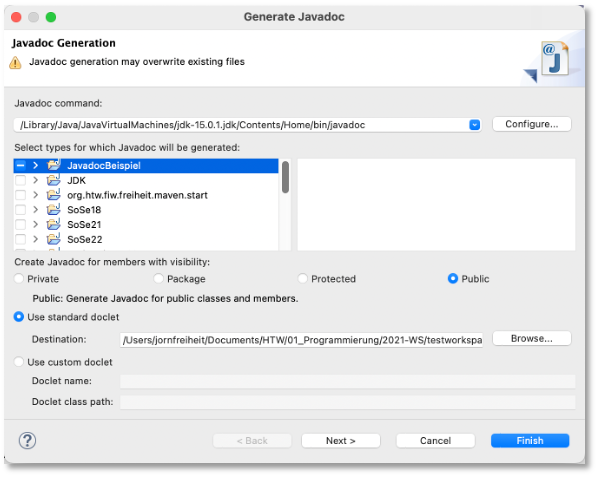 Generate Javadoc
Javadoc Generation
Javadoc generation may overwrite existing files
@
J
Javadoc command:
/Library/Java/JavaVirtualMachines/jdk-15.0.1.jdk/Contents/Home/bin/javadoc
Configure...
Select types for which Javadoc will be generated:
JavadocBeispiel
JDK
org.htw.fiw.freiheit.maven.start
SoSe18
SoSe21
SoSe22
Create Javadoc for members with visibility:
Private Package Protected Public
Public: Generate Javadoc for public classes and members.
Use standard doclet
Destination: /Users/jornfreiheit/Documents/HTW/01_Programmierung/2021-WS/testworkspa Browse...
Use custom doclet
Doclet name:
Doclet class path:
? < Back Next > Cancel Finish